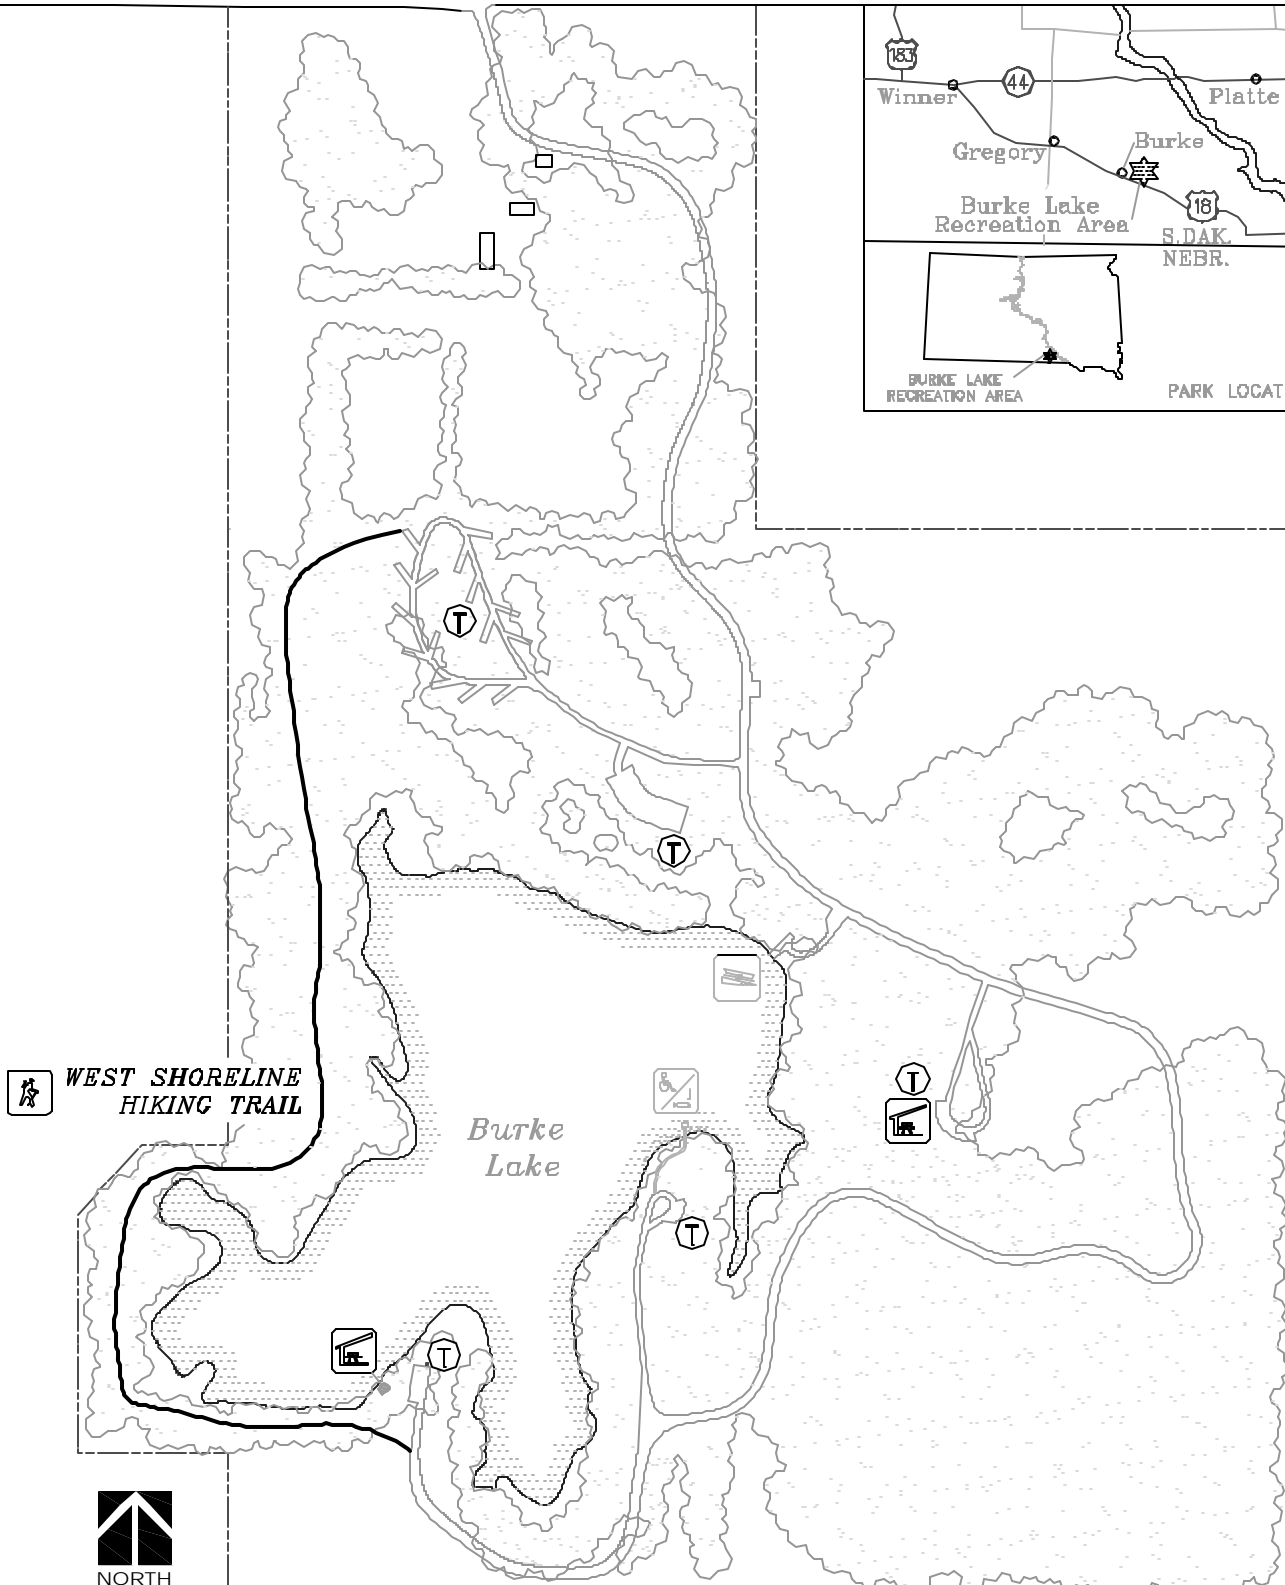 183
44
Winner
Platte
Gregory
Burke
Burke Lake
Recreation Area
18
S.DAK.
NEBR.
BURKE LAKE
RECREATION AREA
PARK LOCAT
T
T
WEST SHORELINE
HIKING TRAIL
T
Burke
Lake
T
T
NORTH